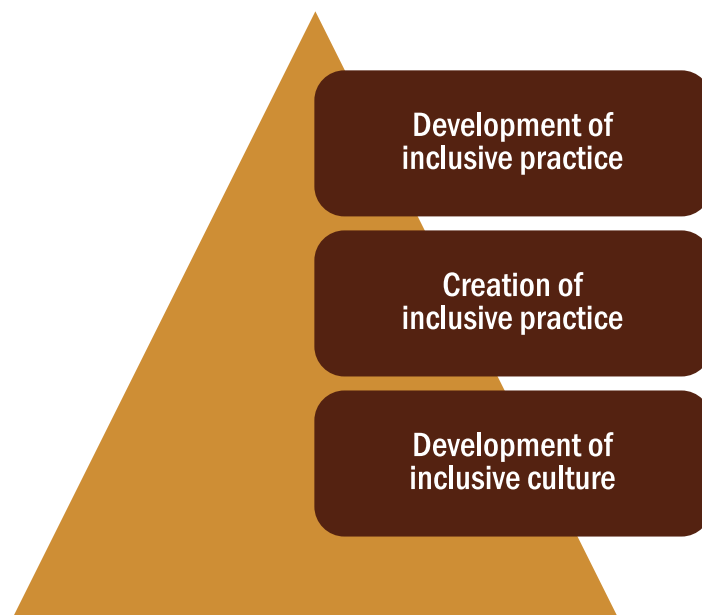 Development of
inclusive practice
Creation of
inclusive practice
Development of
inclusive culture